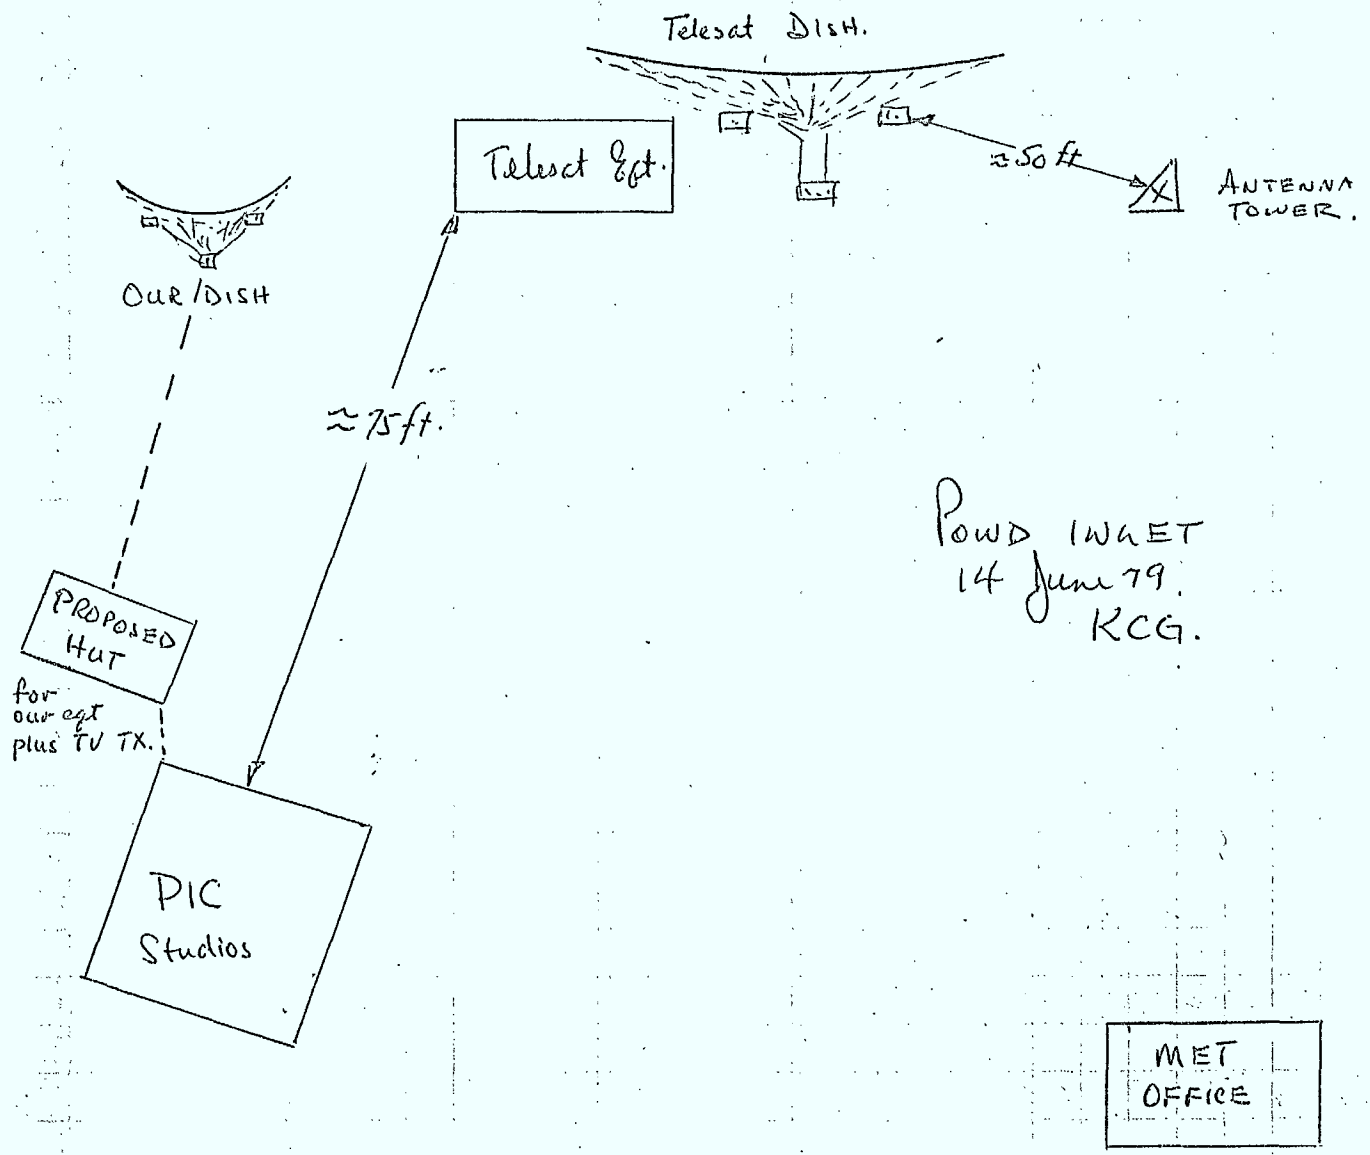 Telesat DISH.
Telesat Eqt.
≈ 50 ft
ANTENNA
TOWER.
OUR/DISH
≈ 75 ft.
POND INLET
14 June 79.
KCG.
PROPOSED
HUT
for
our eqt
plus TV TX.
PIC
Studios
MET
OFFICE